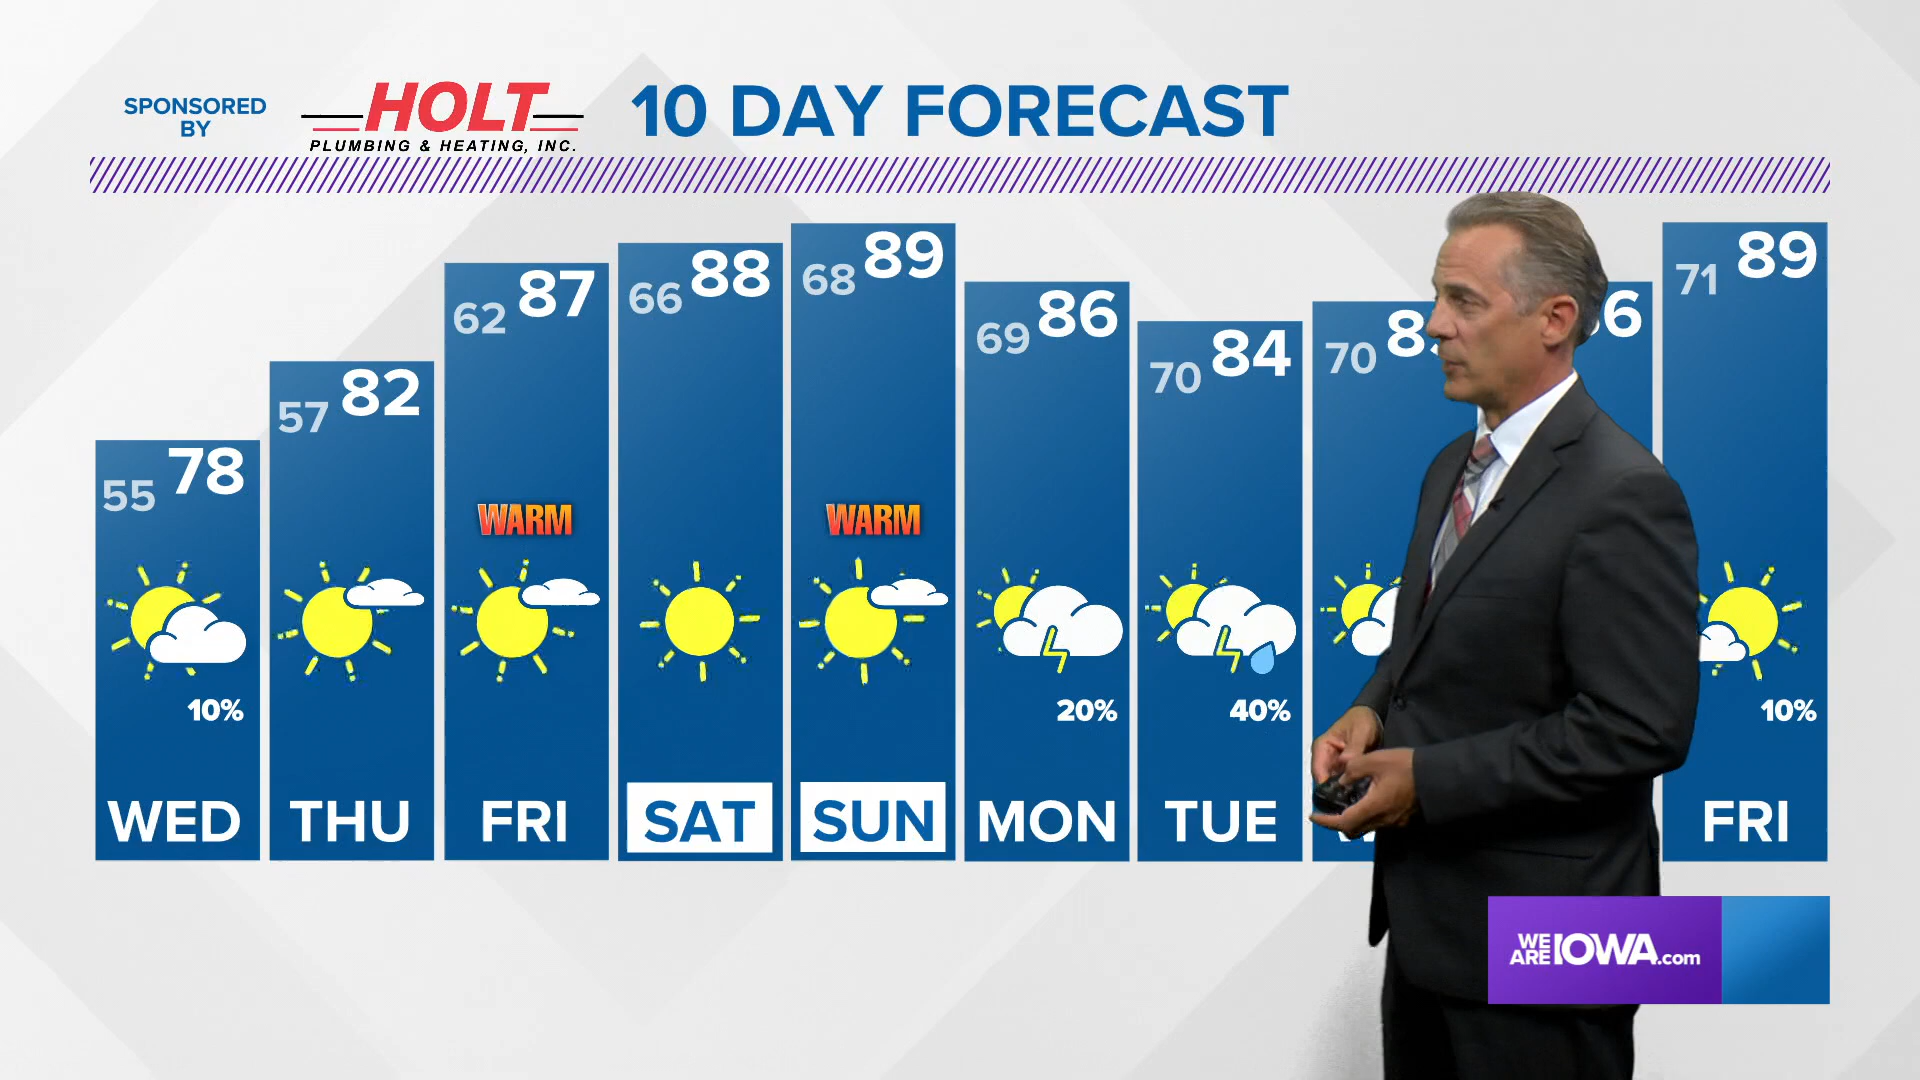 SPONSORED
BY
HOLT
PLUMBING & HEATING, INC.
10 DAY FORECAST
55 78
57 82
62 87
66 88
68 89
69 86
70 84
70
71 89
WARM
WARM
10%
20%
40%
10%
WED
THU
FRI
SAT
SUN
MON
TUE
FRI
WE
ARE IOWA.com